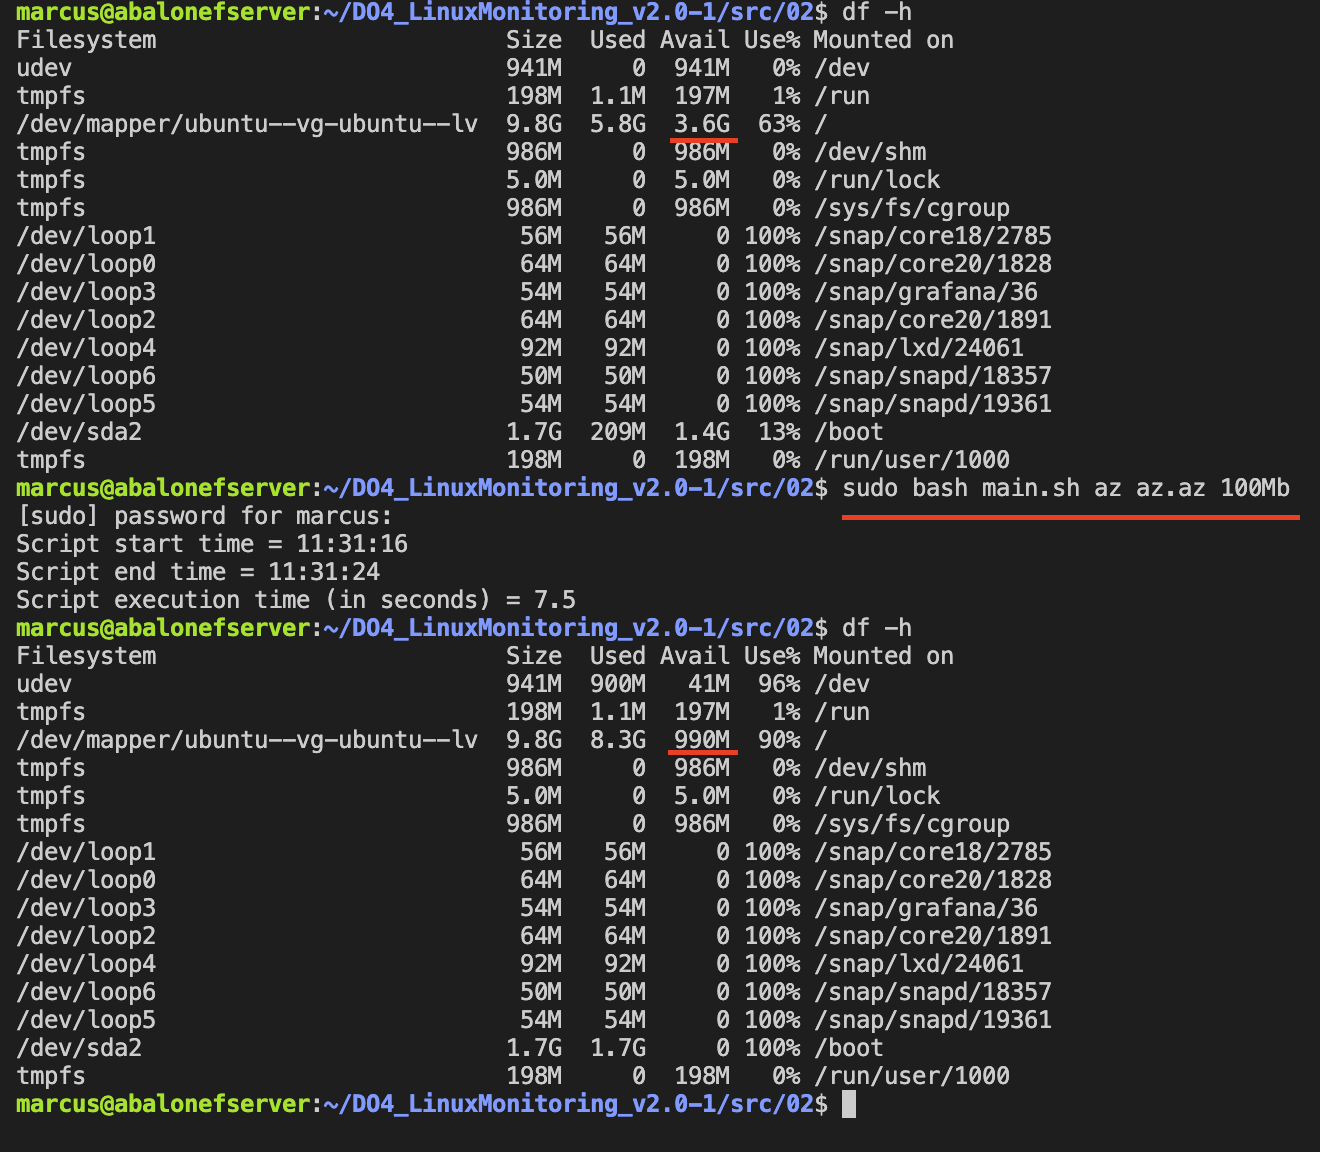 marcus@abalonefserver:~/DO4_LinuxMonitoring_v2.0-1/src/02$ df -h
Filesystem                         Size  Used Avail Use% Mounted on
udev                               941M     0  941M   0% /dev
tmpfs                              198M  1.1M  197M   1% /run
/dev/mapper/ubuntu--vg-ubuntu--lv  9.8G  5.8G  3.6G  63% /
tmpfs                              986M     0  986M   0% /dev/shm
tmpfs                              5.0M     0  5.0M   0% /run/lock
tmpfs                              986M     0  986M   0% /sys/fs/cgroup
/dev/loop1                          56M   56M     0 100% /snap/core18/2785
/dev/loop0                          64M   64M     0 100% /snap/core20/1828
/dev/loop3                          54M   54M     0 100% /snap/grafana/36
/dev/loop2                          64M   64M     0 100% /snap/core20/1891
/dev/loop4                          92M   92M     0 100% /snap/lxd/24061
/dev/loop6                          50M   50M     0 100% /snap/snapd/18357
/dev/loop5                          54M   54M     0 100% /snap/snapd/19361
/dev/sda2                          1.7G  209M  1.4G  13% /boot
tmpfs                              198M     0  198M   0% /run/user/1000
marcus@abalonefserver:~/DO4_LinuxMonitoring_v2.0-1/src/02$ sudo bash main.sh az az.az 100Mb
[sudo] password for marcus:
Script start time = 11:31:16
Script end time = 11:31:24
Script execution time (in seconds) = 7.5
marcus@abalonefserver:~/DO4_LinuxMonitoring_v2.0-1/src/02$ df -h
Filesystem                         Size  Used Avail Use% Mounted on
udev                               941M  900M   41M  96% /dev
tmpfs                              198M  1.1M  197M   1% /run
/dev/mapper/ubuntu--vg-ubuntu--lv  9.8G  8.3G  990M  90% /
tmpfs                              986M     0  986M   0% /dev/shm
tmpfs                              5.0M     0  5.0M   0% /run/lock
tmpfs                              986M     0  986M   0% /sys/fs/cgroup
/dev/loop1                          56M   56M     0 100% /snap/core18/2785
/dev/loop0                          64M   64M     0 100% /snap/core20/1828
/dev/loop3                          54M   54M     0 100% /snap/grafana/36
/dev/loop2                          64M   64M     0 100% /snap/core20/1891
/dev/loop4                          92M   92M     0 100% /snap/lxd/24061
/dev/loop6                          50M   50M     0 100% /snap/snapd/18357
/dev/loop5                          54M   54M     0 100% /snap/snapd/19361
/dev/sda2                          1.7G  1.7G     0 100% /boot
tmpfs                              198M     0  198M   0% /run/user/1000
marcus@abalonefserver:~/DO4_LinuxMonitoring_v2.0-1/src/02$